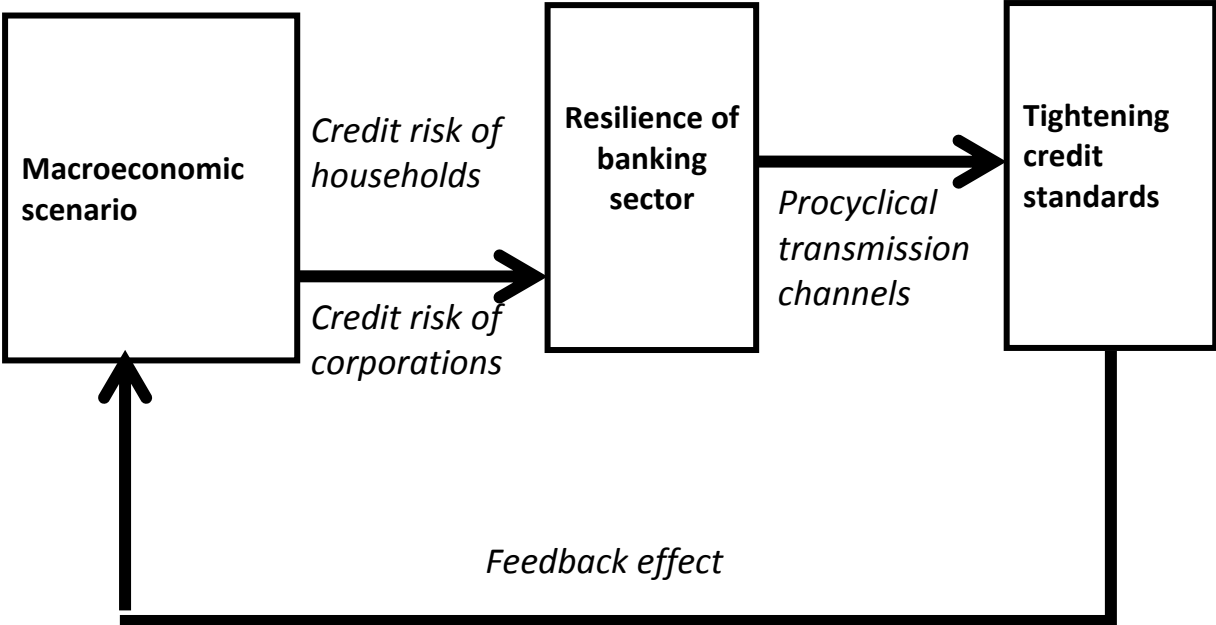 Macroeconomic
scenario
Credit risk of
households
Credit risk of
corporations
Resilience of
banking
sector
Procyclical
transmission
channels
Tightening
credit
standards
Feedback effect